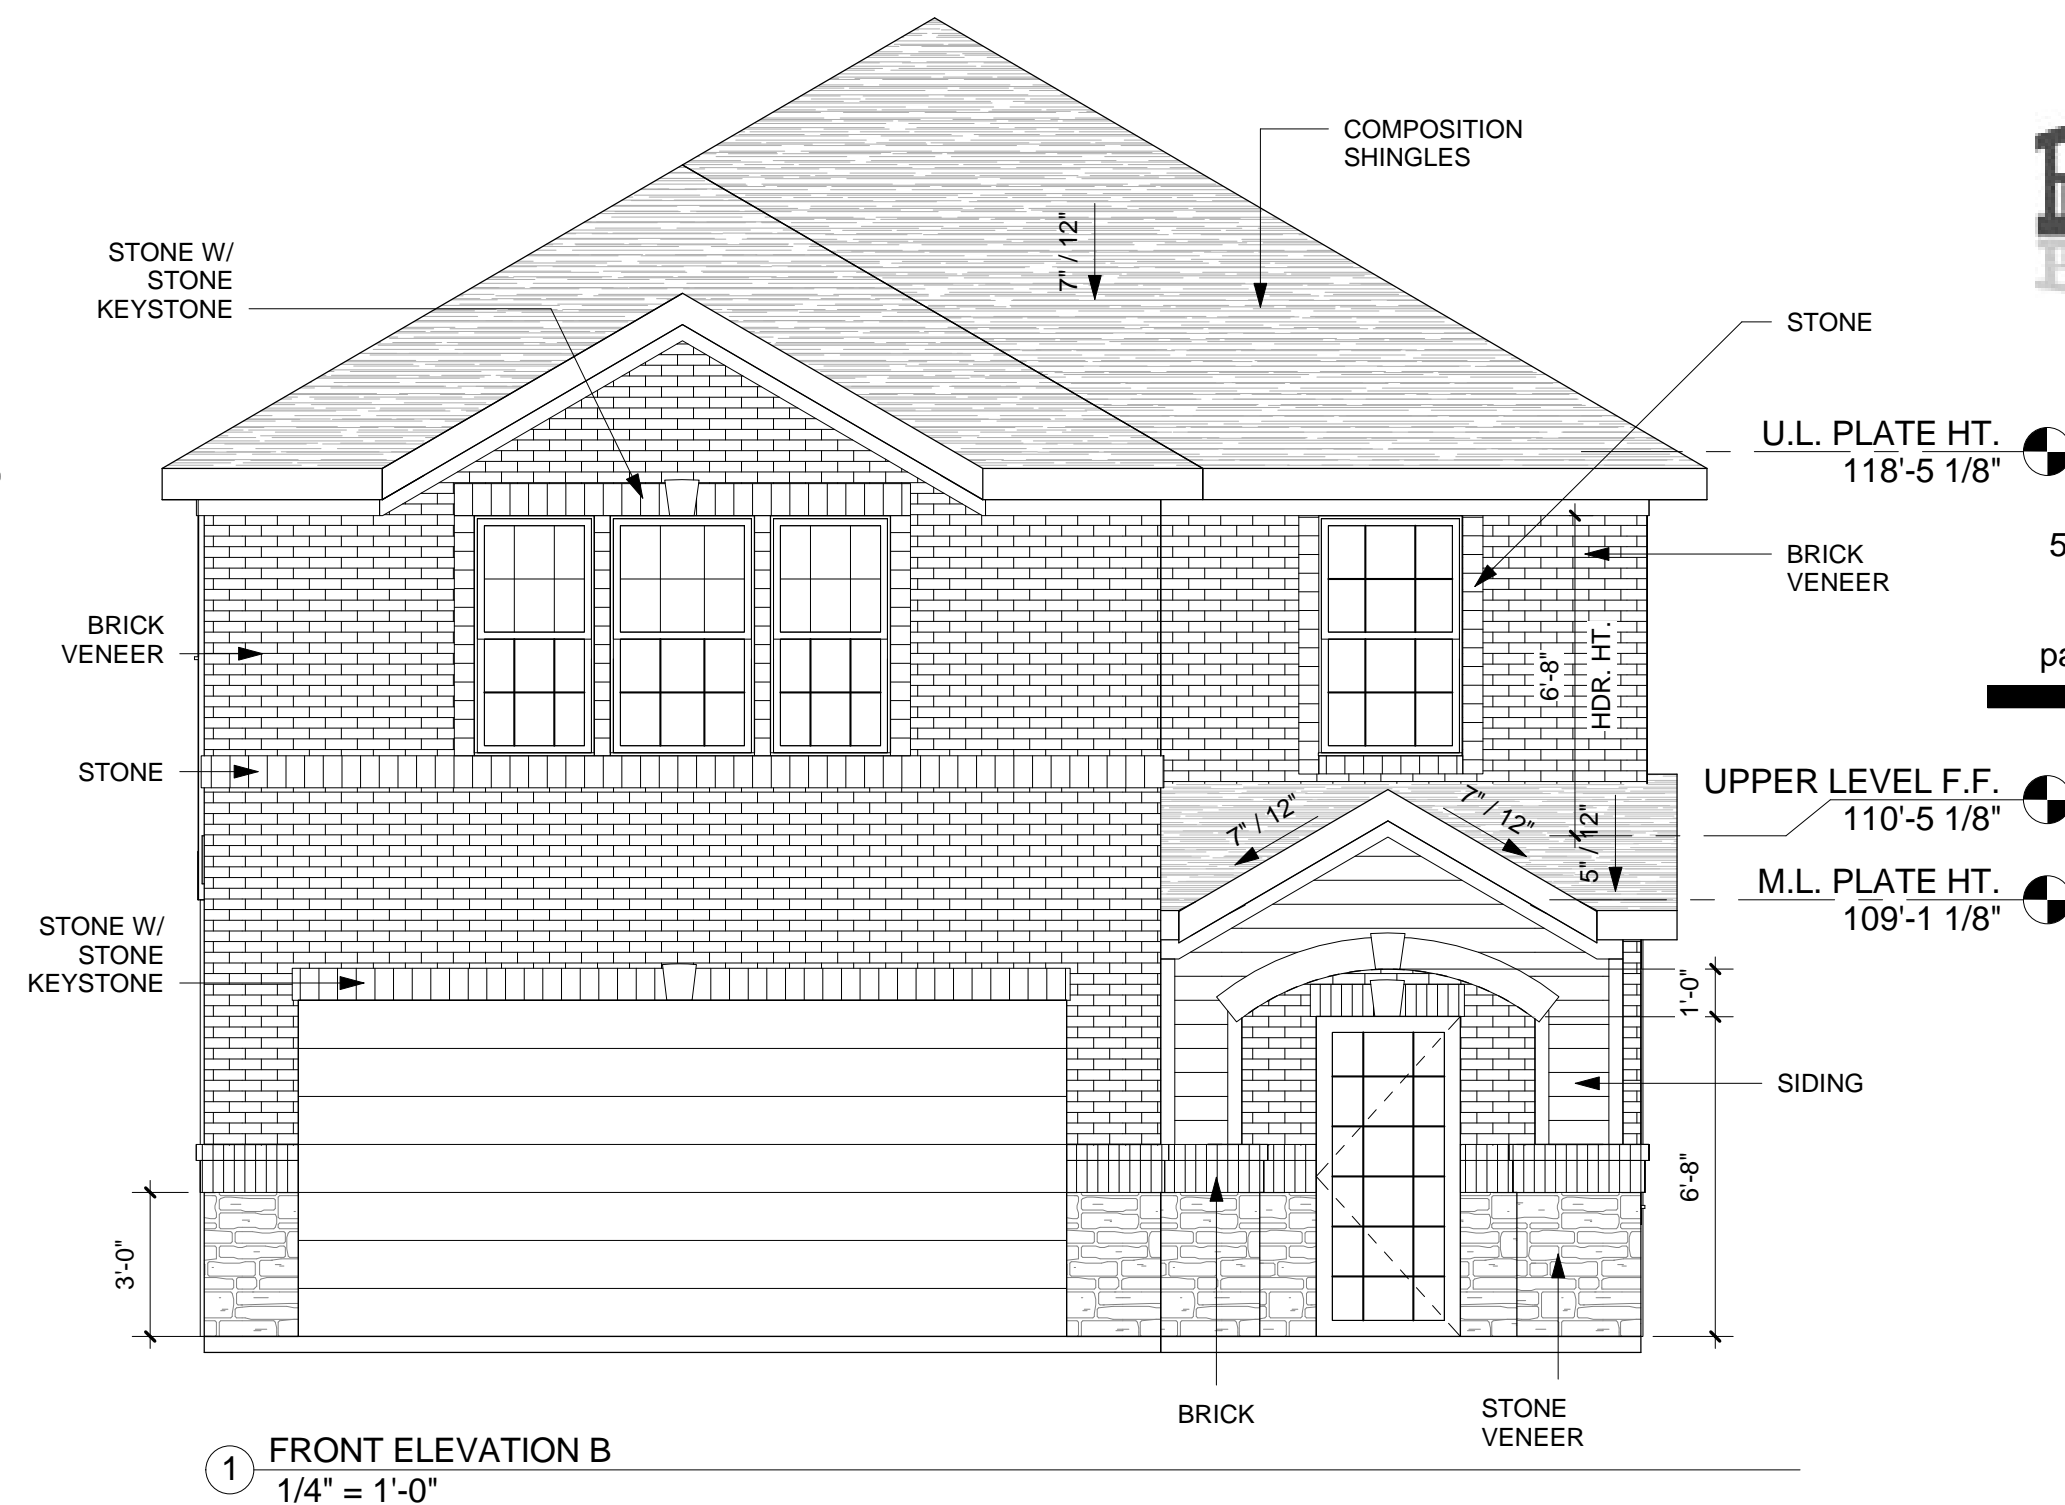 COMPOSITION
SHINGLES
7" / 12"
STONE W/
STONE
KEYSTONE
STONE
U.L. PLATE HT.
118'-5 1/8"
BRICK
VENEER
BRICK
VENEER
6'-8"
HDR. HT.
STONE
UPPER LEVEL F.F.
110'-5 1/8"
7" / 12"
7" / 12"
5" / 12"
M.L. PLATE HT.
109'-1 1/8"
STONE W/
STONE
KEYSTONE
1'-0"
SIDING
6'-8"
3'-0"
BRICK
STONE
VENEER
1
FRONT ELEVATION B
1/4" = 1'-0"